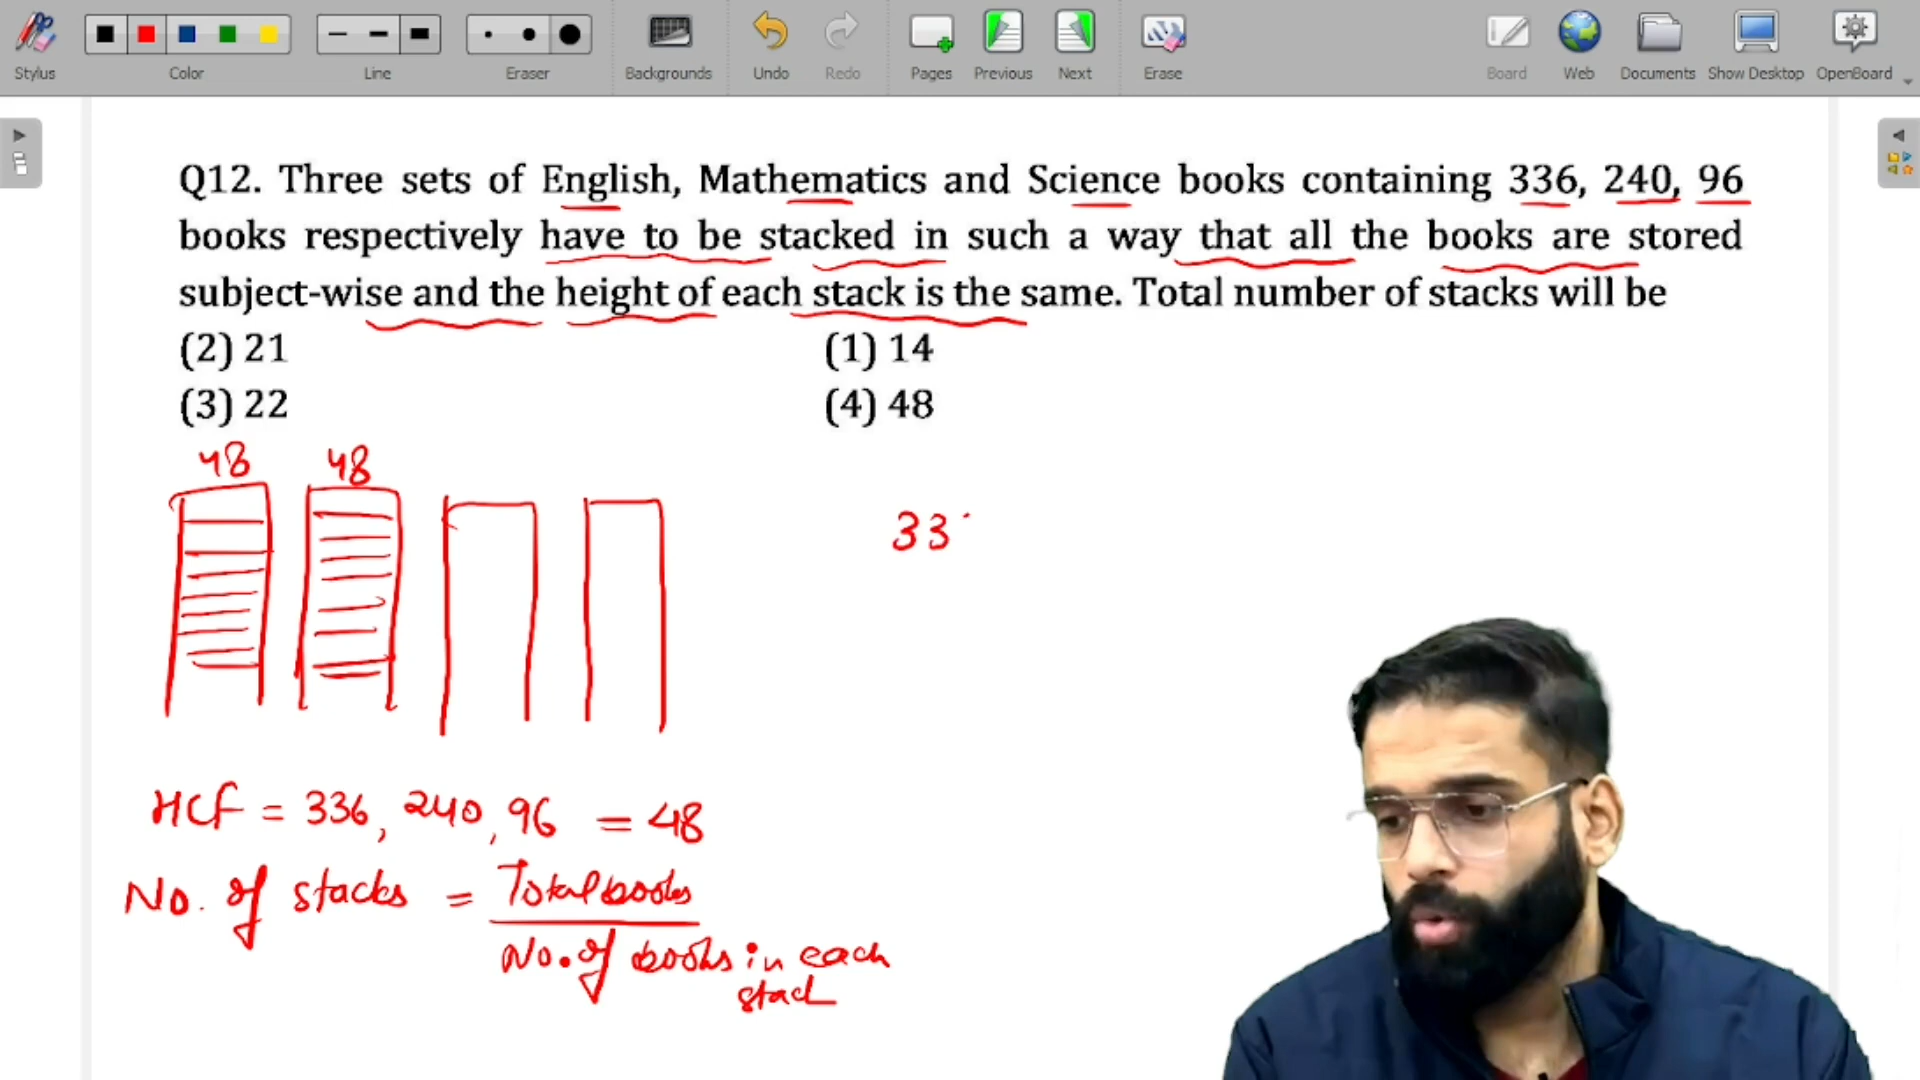 Stylus Color Line Eraser Backgrounds Undo Redo Pages Previous Next Erase Board Web Documents Show Desktop OpenBoard
Q12. Three sets of English, Mathematics and Science books containing 336, 240, 96
books respectively have to be stacked in such a way that all the books are stored
subject-wise and the height of each stack is the same. Total number of stacks will be
(2) 21 (1) 14
(3) 22 (4) 48
48 48
33
HCF = 336, 240, 96 = 48
No. of stacks = Total books
No. of books in each
stack